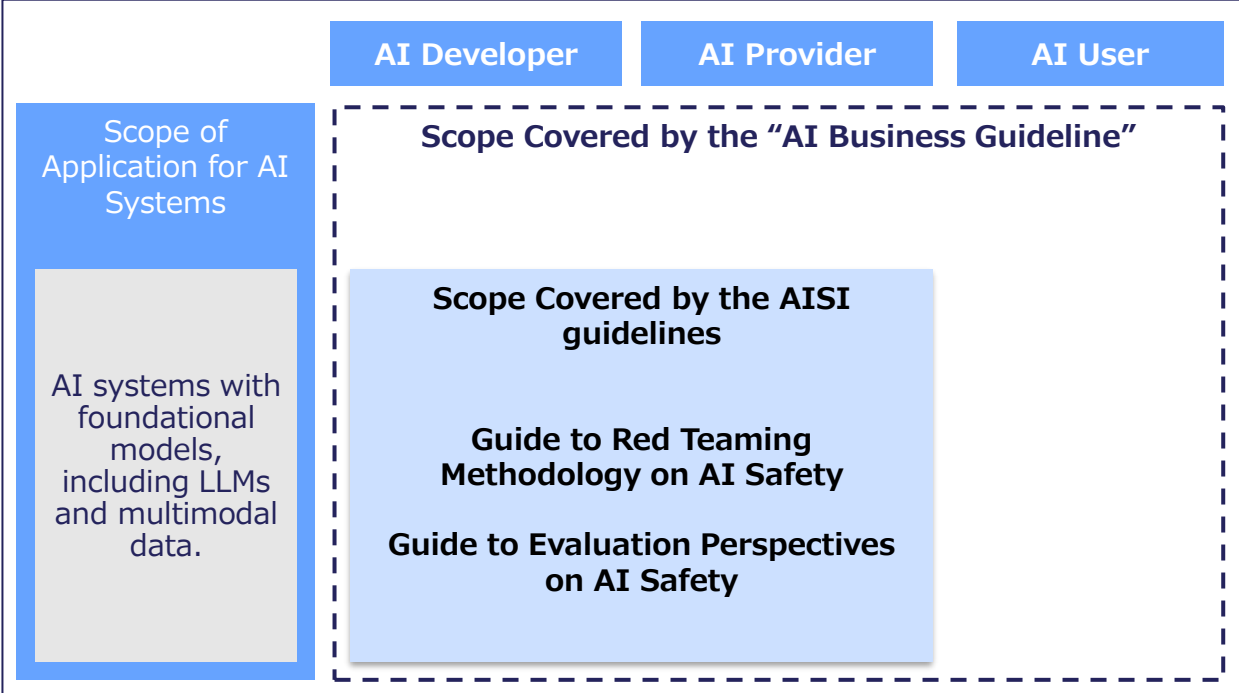 AI Developer
AI Provider
AI User
Scope of
Application for AI
Systems
Scope Covered by the “AI Business Guideline”
AI systems with
foundational
models,
including LLMs
and multimodal
data.
Scope Covered by the AISI
guidelines
Guide to Red Teaming
Methodology on AI Safety
Guide to Evaluation Perspectives
on AI Safety